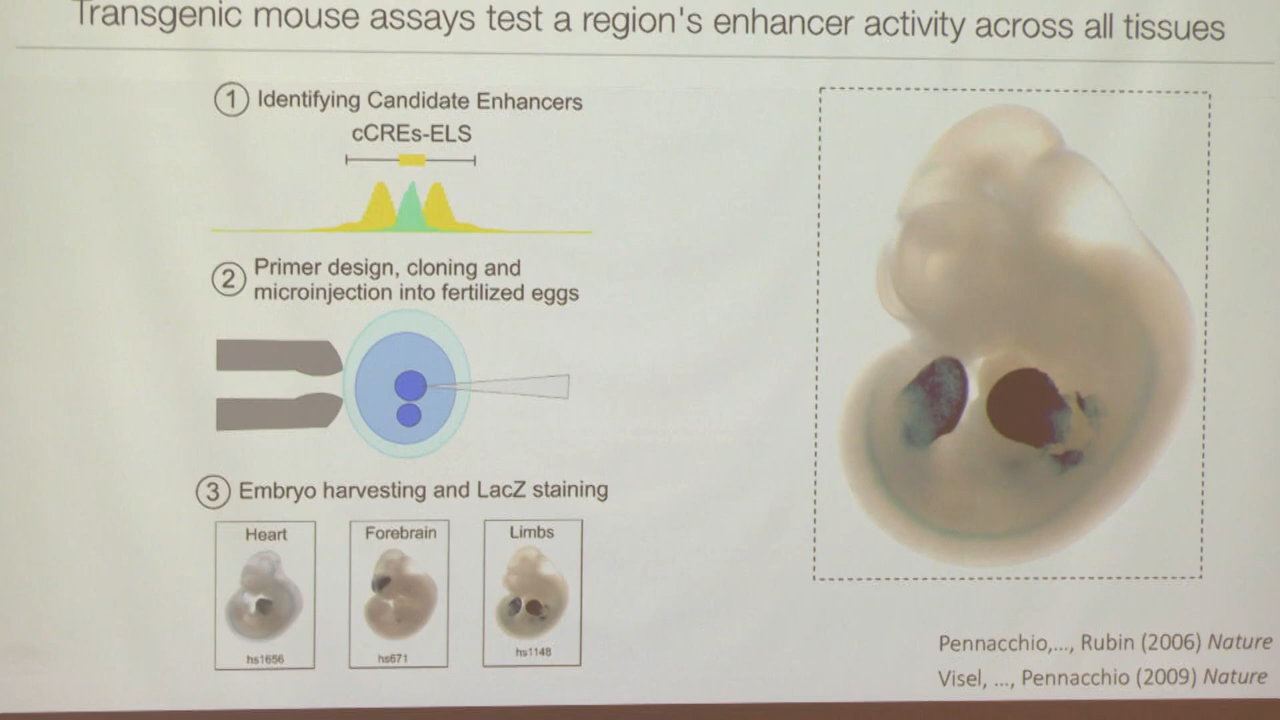 Transgenic mouse assays test a region's enhancer activity across all tissues
1 Identifying Candidate Enhancers
cCREs-ELS
2 Primer design, cloning and
microinjection into fertilized eggs
3 Embryo harvesting and LacZ staining
Heart
hs1656
Forebrain
hs671
Limbs
hs1148
Pennacchio,..., Rubin (2006) Nature
Visel, ..., Pennacchio (2009) Nature